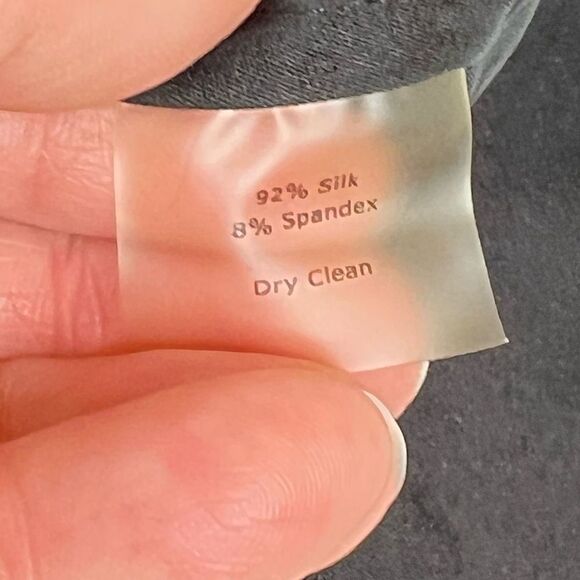 92% Silk
8% Spandex
Dry Clean